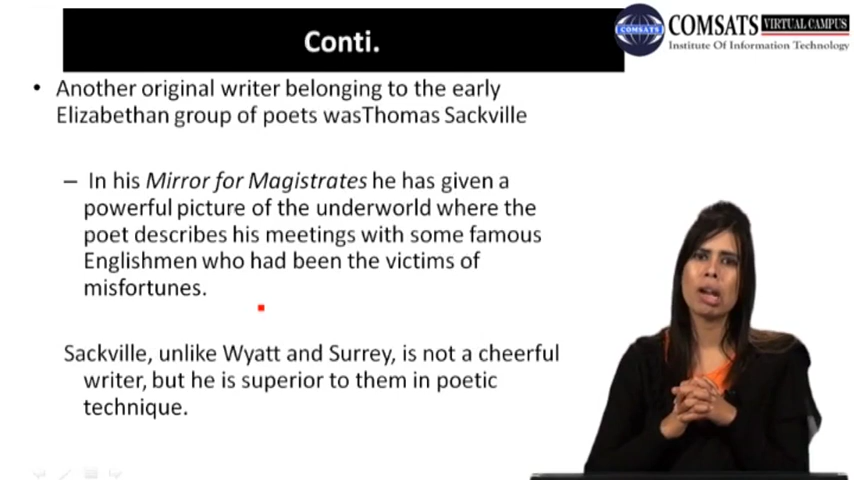 Conti.
COMSATS VIRTUAL CAMPUS
Institute Of Information Technology
COMSATS
• Another original writer belonging to the early
Elizabethan group of poets wasThomas Sackville
– In his Mirror for Magistrates he has given a
powerful picture of the underworld where the
poet describes his meetings with some famous
Englishmen who had been the victims of
misfortunes.
Sackville, unlike Wyatt and Surrey, is not a cheerful
writer, but he is superior to them in poetic
technique.